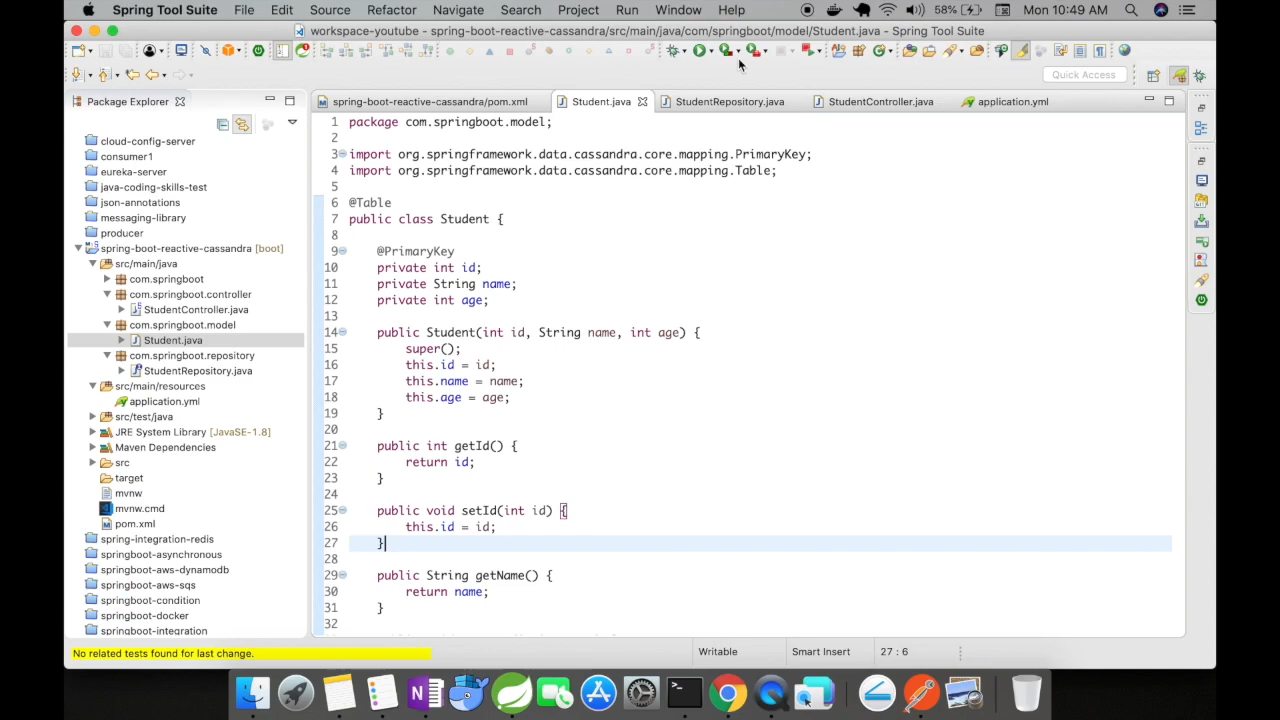 Spring Tool Suite File Edit Source Refactor Navigate Search Project Run Window Help 58% Mon 10:49 AM
workspace-youtube - spring-boot-reactive-cassandra/src/main/java/com/springboot/model/Student.java - Spring Tool Suite
Quick Access
Package Explorer
spring-boot-reactive-cassandra/pom.xml Student.java StudentRepository.java StudentController.java application.yml
cloud-config-server
consumer1
eureka-server
java-coding-skills-test
json-annotations
messaging-library
producer
spring-boot-reactive-cassandra [boot]
src/main/java
com.springboot
com.springboot.controller
StudentController.java
com.springboot.model
Student.java
com.springboot.repository
StudentRepository.java
src/main/resources
application.yml
src/test/java
JRE System Library [JavaSE-1.8]
Maven Dependencies
src
target
mvnw
mvnw.cmd
pom.xml
spring-integration-redis
springboot-asynchronous
springboot-aws-dynamodb
springboot-aws-sqs
springboot-condition
springboot-docker
springboot-integration
1 package com.springboot.model;
2
3 import org.springframework.data.cassandra.core.mapping.PrimaryKey;
4 import org.springframework.data.cassandra.core.mapping.Table;
5
6 @Table
7 public class Student {
8
9 @PrimaryKey
10 private int id;
11 private String name;
12 private int age;
13
14 public Student(int id, String name, int age) {
15 super();
16 this.id = id;
17 this.name = name;
18 this.age = age;
19 }
20
21 public int getId() {
22 return id;
23 }
24
25 public void setId(int id) {
26 this.id = id;
27 }
28
29 public String getName() {
30 return name;
31 }
32
No related tests found for last change.
Writable Smart Insert 27 : 6